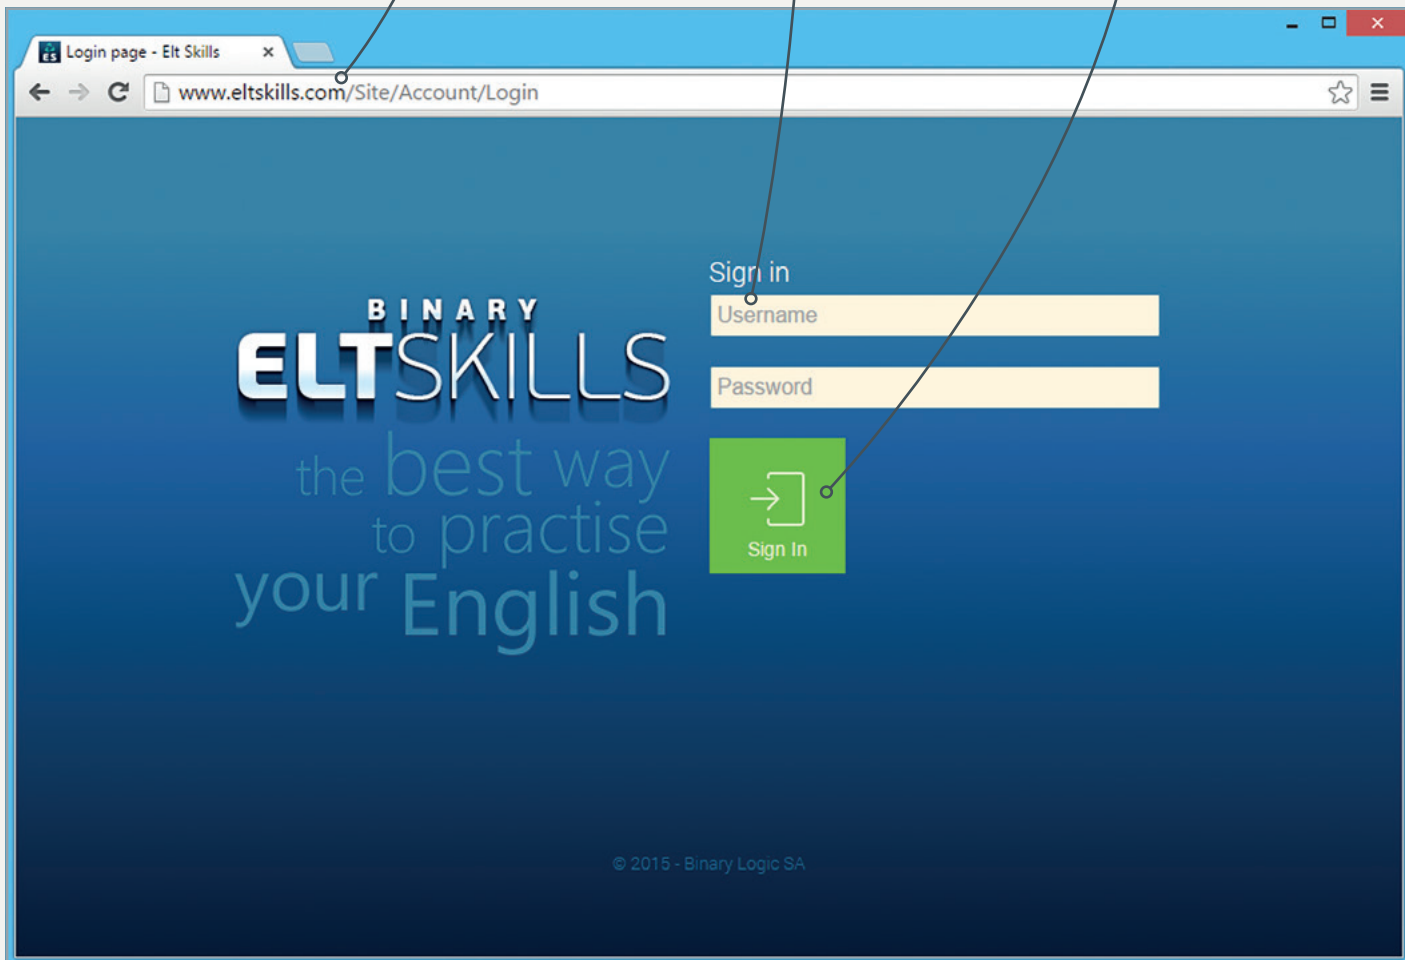 Login page - Elt Skills
www.eltskills.com/Site/Account/Login
BINARY
ELTSKILLS
the best way
to practise
your English
Sign in
Username
Password
Sign In
© 2015 - Binary Logic SA